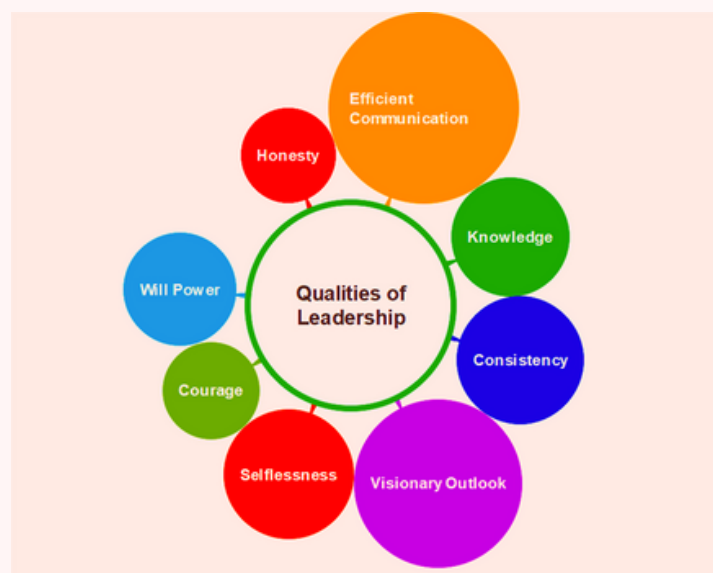 Efficient
Communication
Honesty
Knowledge
Will Power
Qualities of
Leadership
Consistency
Courage
Selflessness
Visionary Outlook